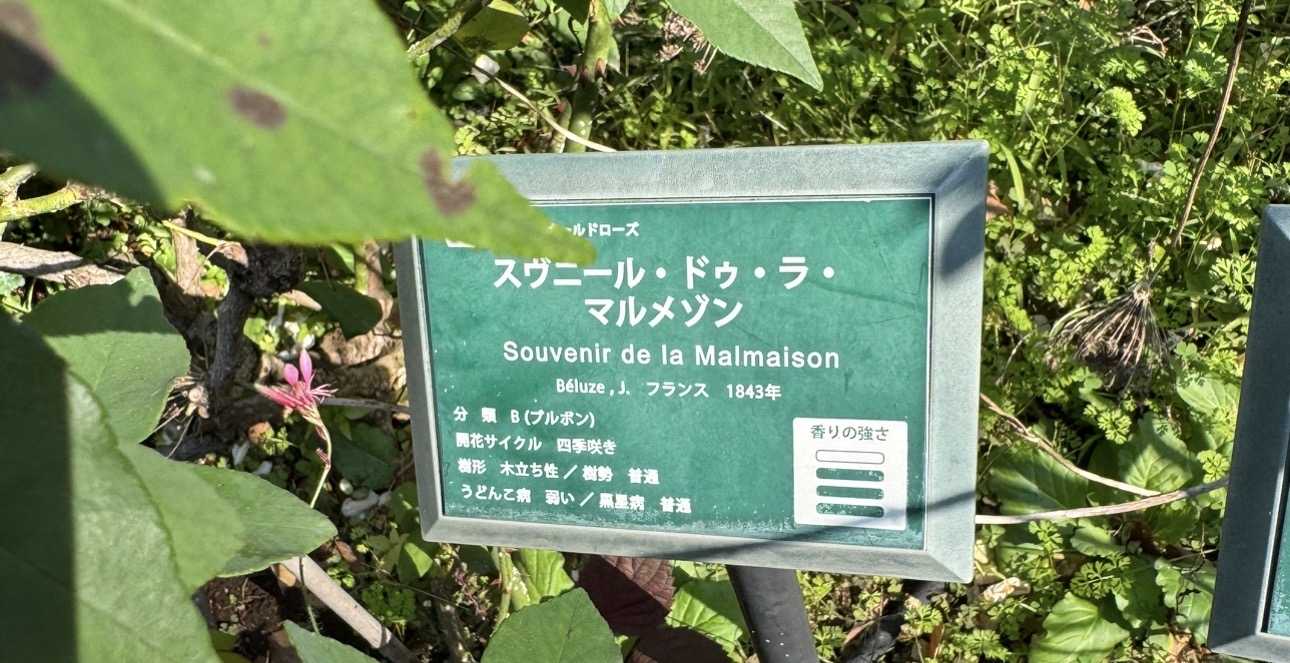 ールドローズ
スヴニール・ドゥ・ラ・
マルメゾン
Souvenir de la Malmaison
Béluze , J.　フランス　1843年
分　類　B (ブルボン)
開花サイクル　四季咲き
樹形　木立ち性／樹勢　普通
うどんこ病　弱い／黒星病　普通
香りの強さ